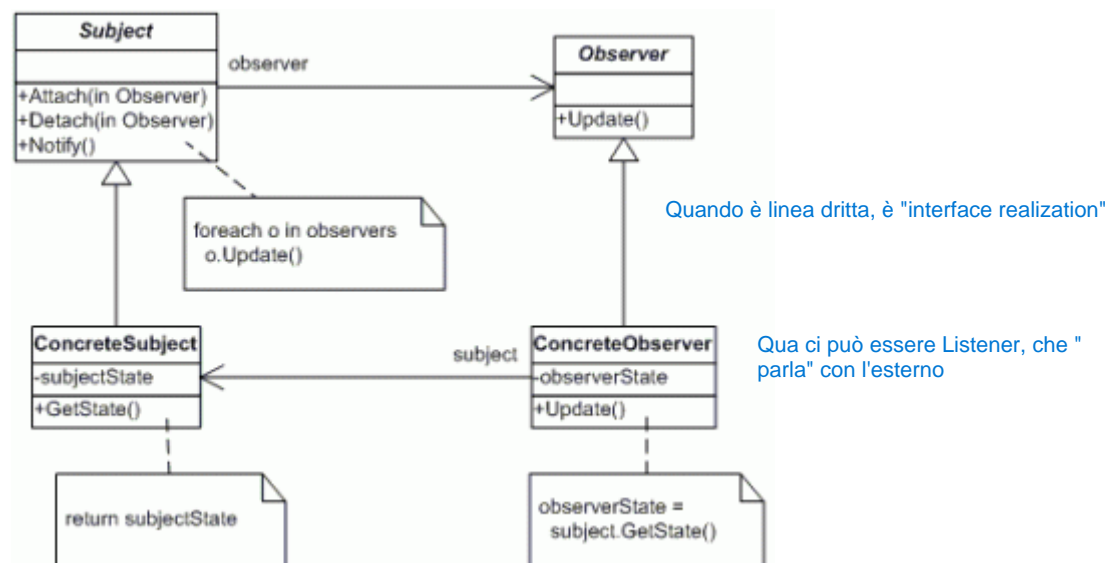 Subject
+Attach(in Observer)
+Detach(in Observer)
+Notify()
observer
Observer
+Update()
foreach o in observers
o.Update()
Quando è linea dritta, è "interface realization"
ConcreteSubject
-subjectState
+GetState()
subject
ConcreteObserver
-observerState
+Update()
Qua ci può essere Listener, che "
parla" con l'esterno
return subjectState
observerState =
subject.GetState()